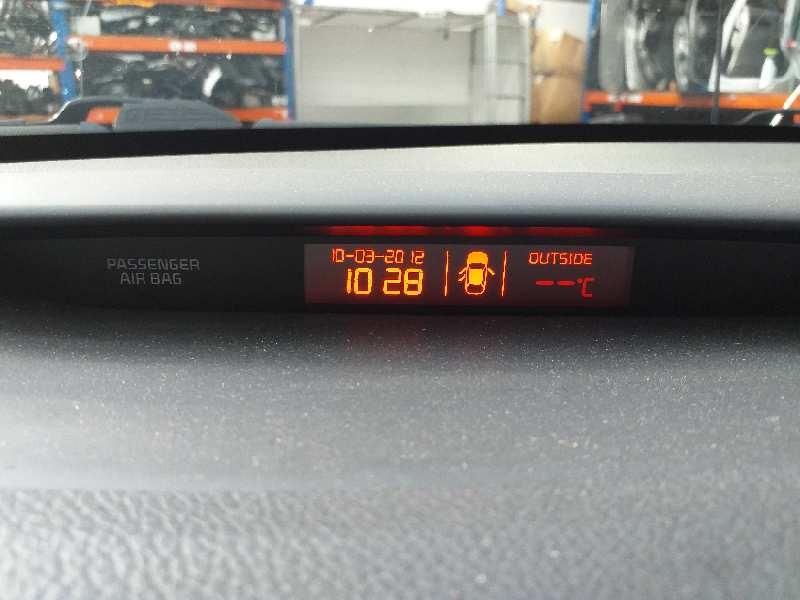 PASSENGER
AIR BAG
10-03-2012
10 28
OUTSIDE
--°C